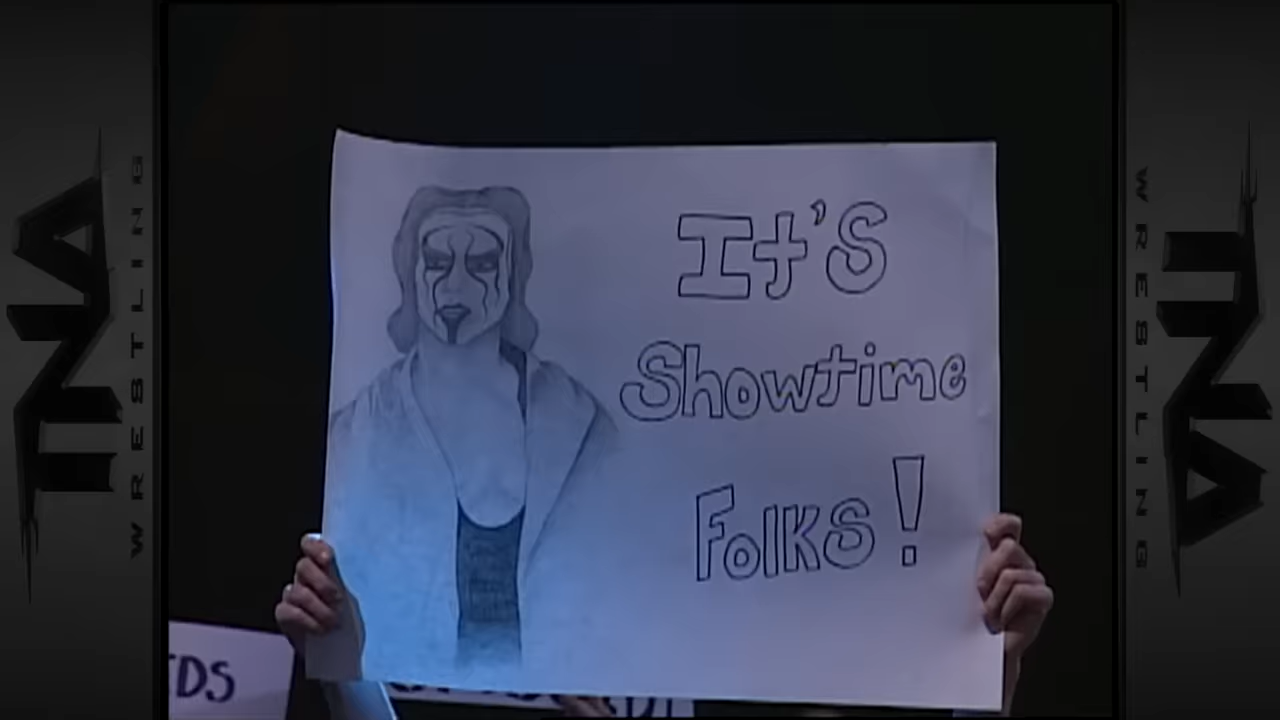 TNA
WRESTLING
It's
Showtime
Folks!
TNA
WRESTLING